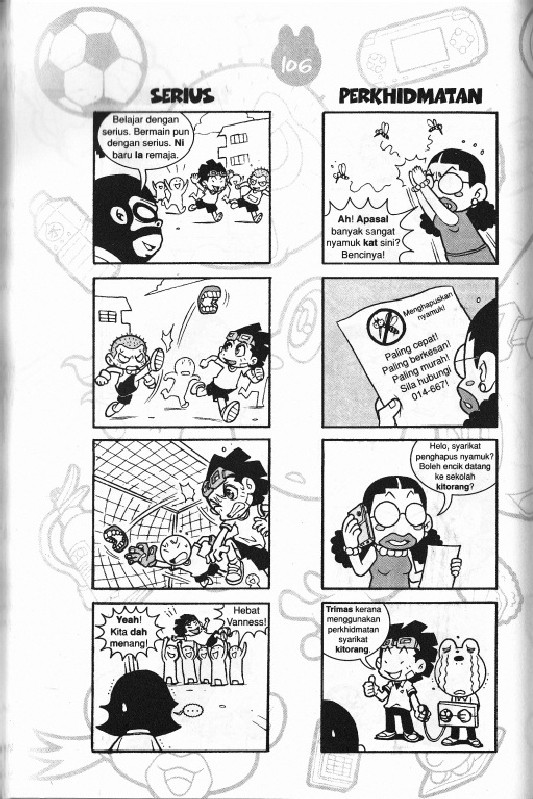 106
SERIUS
Belajar dengan
serius. Bermain pun
dengan serius. Ni
baru la remaja.
Yeah!
Kita dah
menang!
Hebat
Vanness!
PERKHIDMATAN
Ah! Apasal
banyak sangat
nyamuk kat sini?
Bencinya!
Menghapuskan
nyamuk!
Paling cepat!
Paling berkesan!
Paling murah!
Sila hubungi
014-667
Helo, syarikat
penghapus nyamuk?
Boleh encik datang
ke sekolah
kitorang?
Trimas kerana
menggunakan
perkhidmatan
syarikat
kitorang.